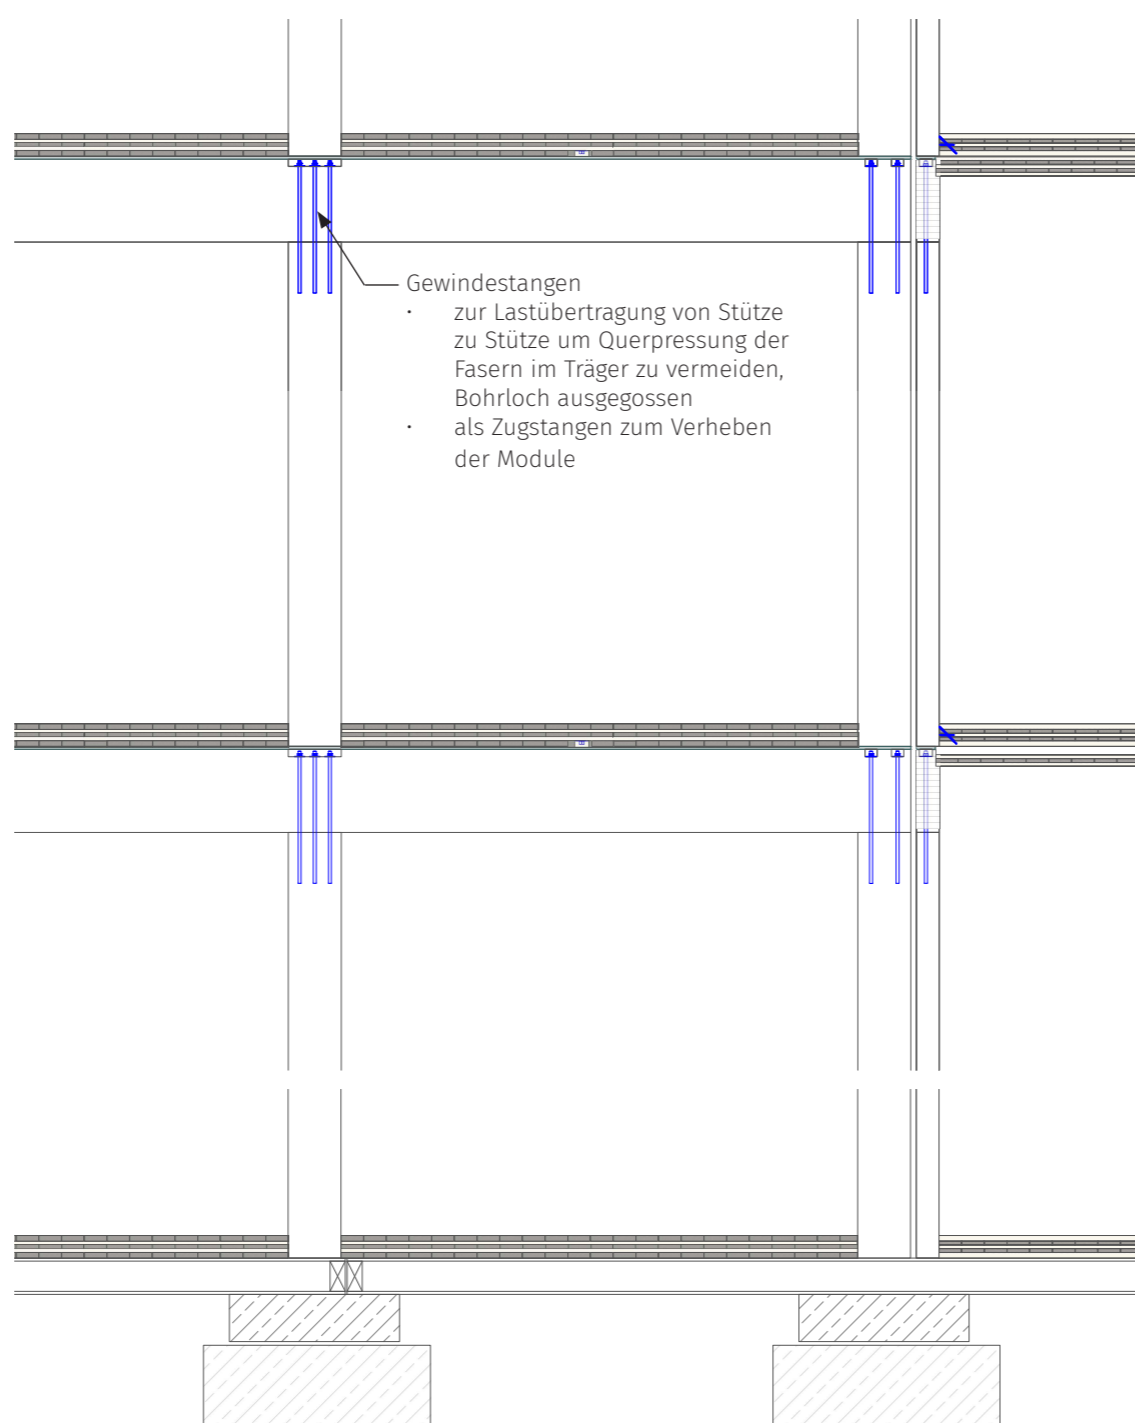 Gewindestangen
· zur Lastübertragung von Stütze
zu Stütze um Querpressung der
Fasern im Träger zu vermeiden,
Bohrloch ausgegossen
· als Zugstangen zum Verheben
der Module